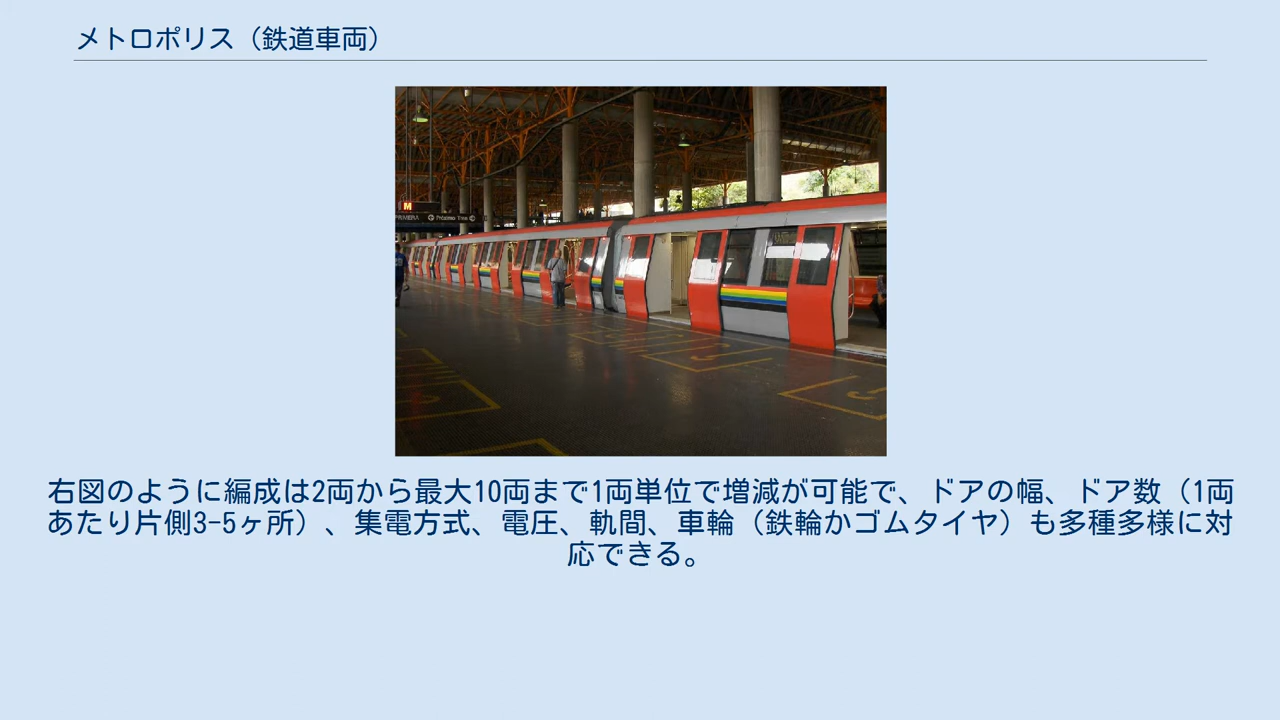 メトロポリス（鉄道車両）
M
PRIMERA
Próximo Tren
右図のように編成は2両から最大10両まで1両単位で増減が可能で、ドアの幅、ドア数（1両
あたり片側3-5ヶ所）、集電方式、電圧、軌間、車輪（鉄輪かゴムタイヤ）も多種多様に対
応できる。